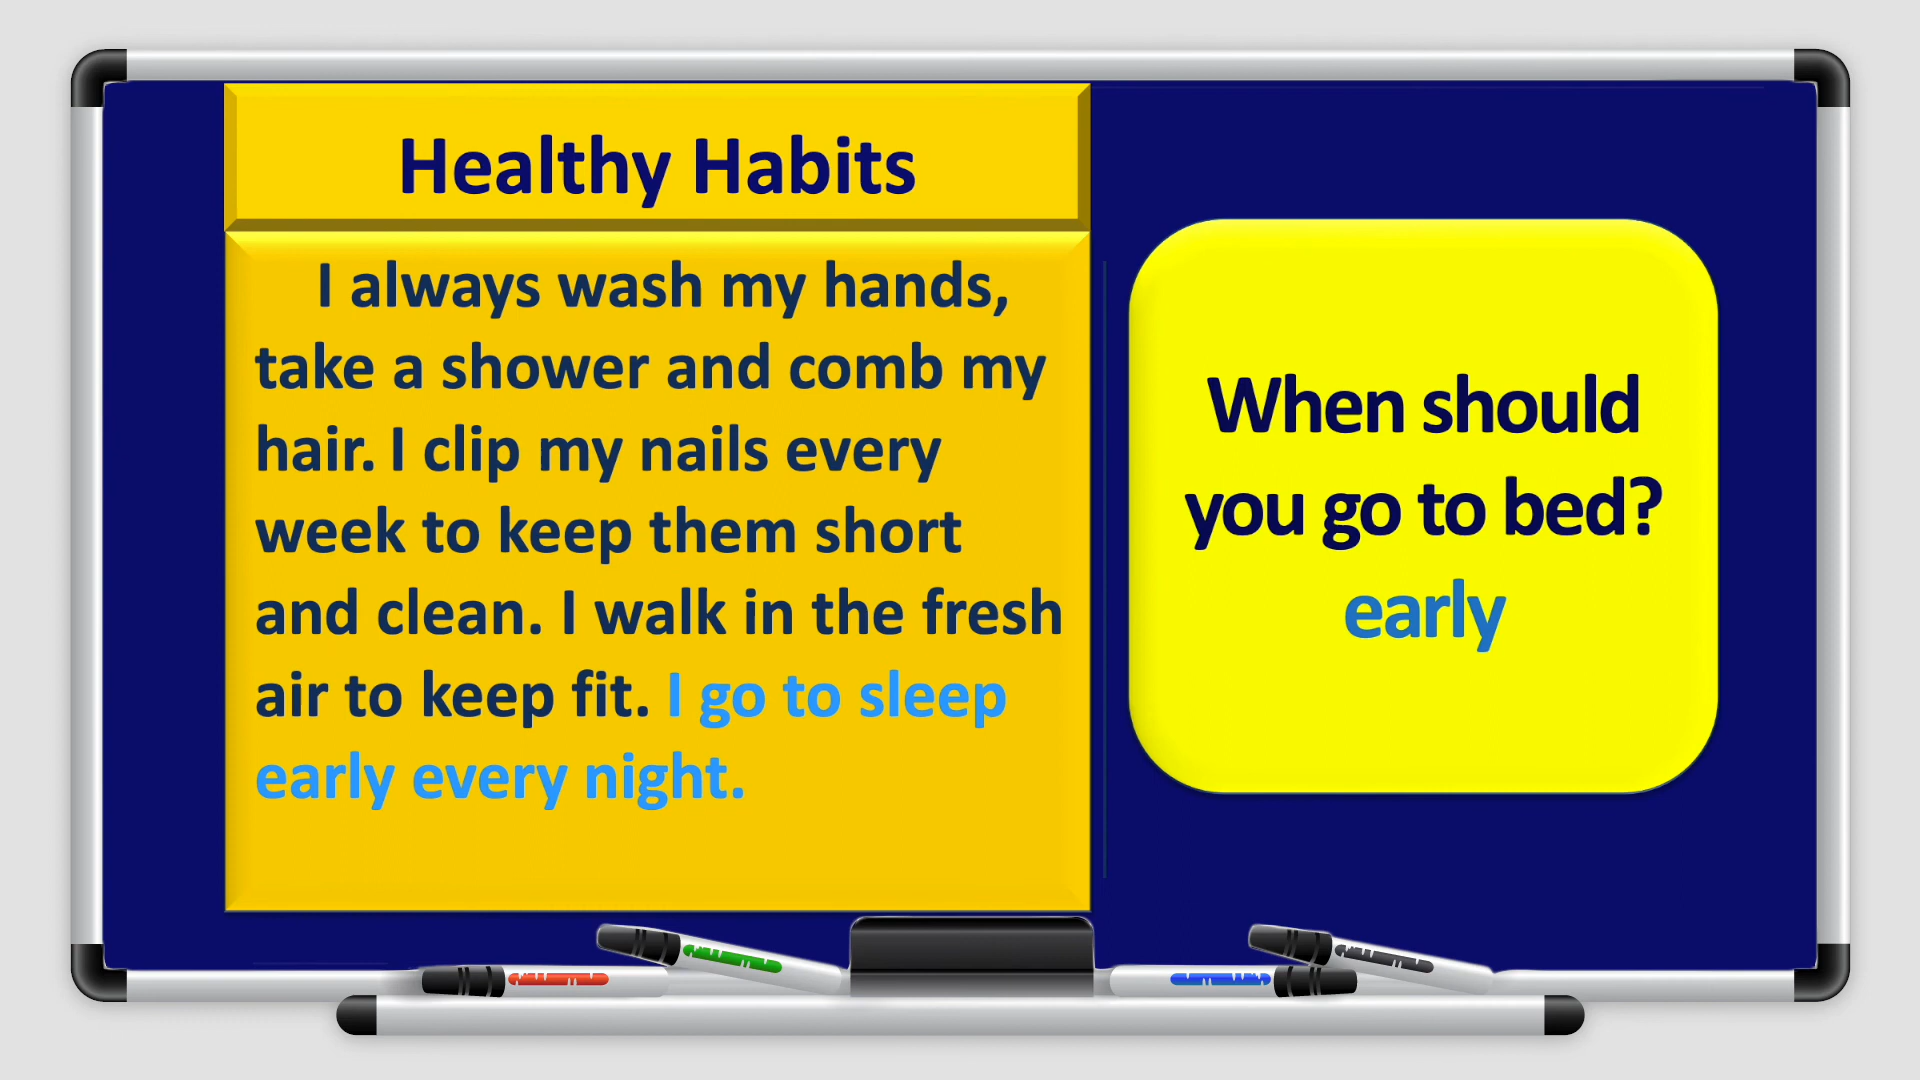 Healthy Habits
I always wash my hands,
take a shower and comb my
hair. I clip my nails every
week to keep them short
and clean. I walk in the fresh
air to keep fit. I go to sleep
early every night.
When should
you go to bed?
early